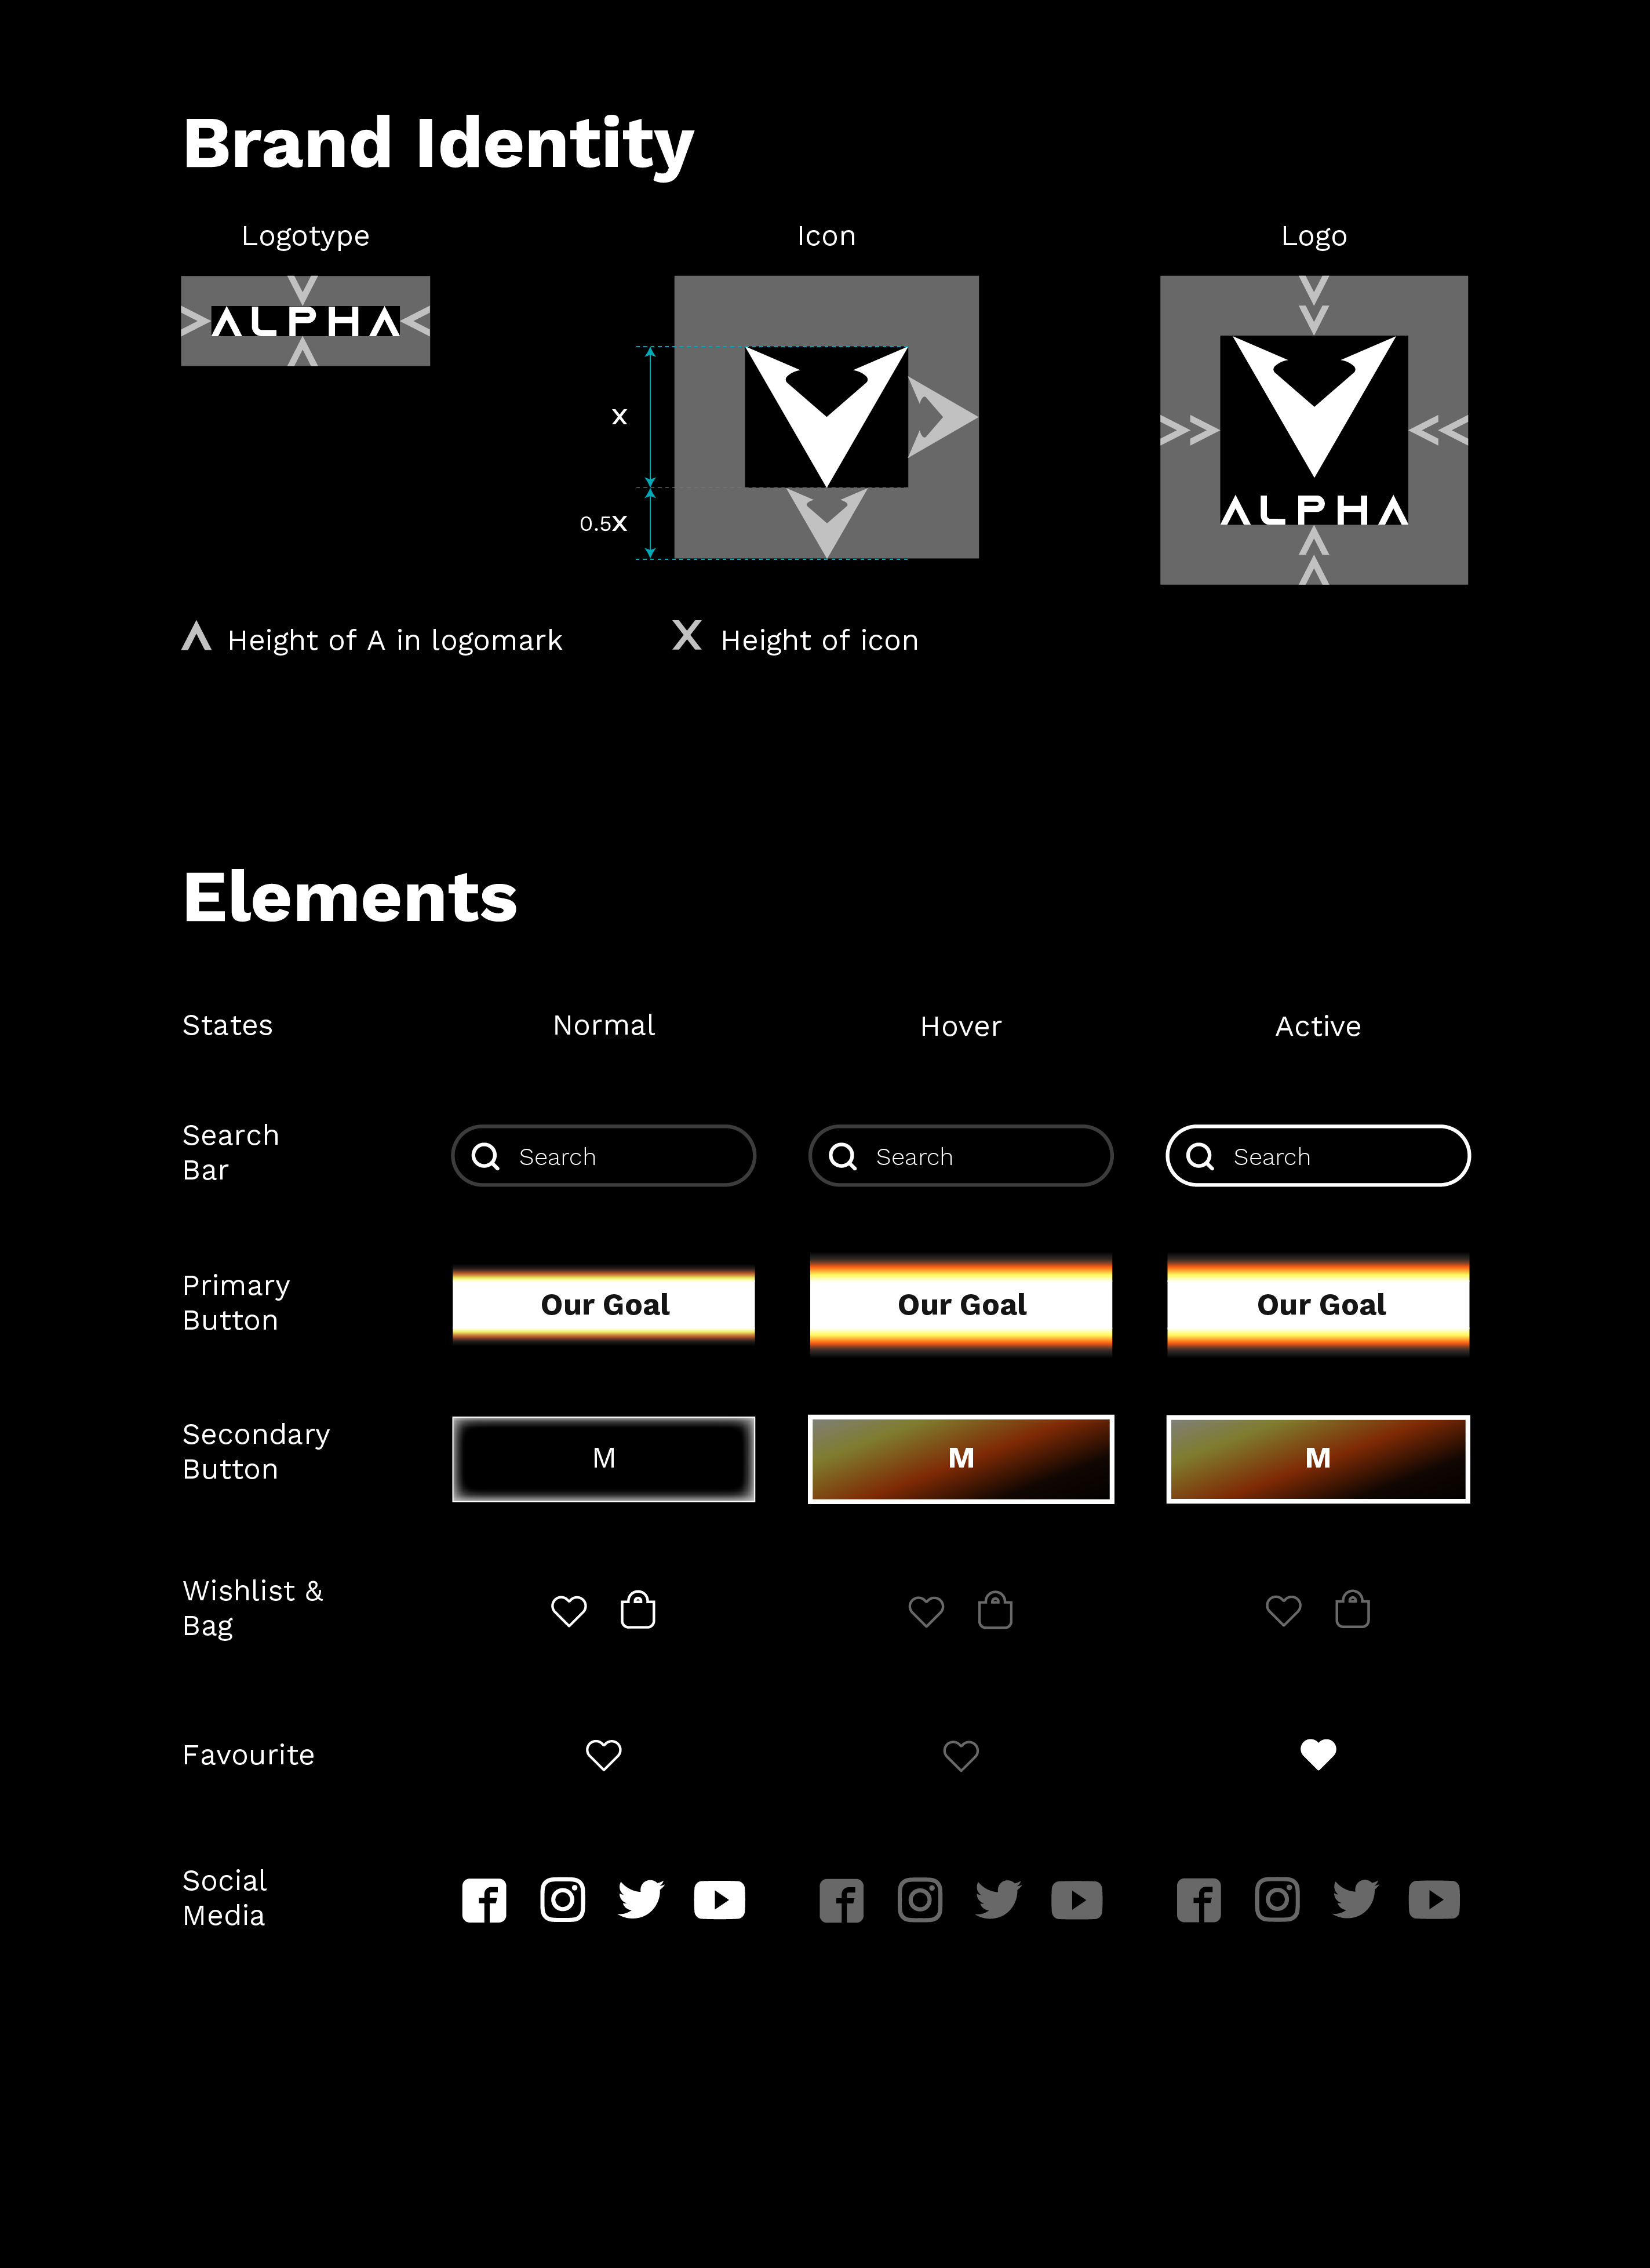 Brand Identity
Logotype Icon Logo
ALPHA
X
0.5X
ALPHA
Height of A in logomark
X Height of icon
Elements
States Normal Hover Active
Search
Bar
Search Search Search
Primary
Button
Our Goal Our Goal Our Goal
Secondary
Button
M M M
Wishlist &
Bag
Favourite
Social
Media